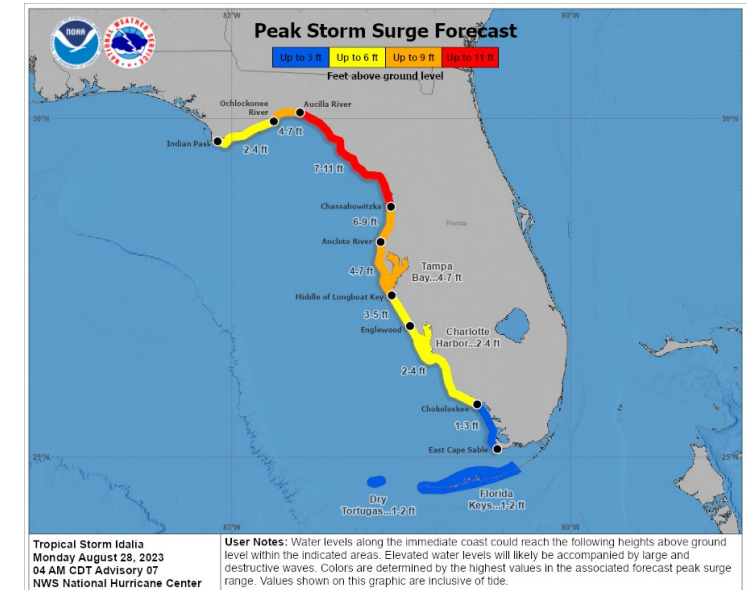 85°W
80°W
Peak Storm Surge Forecast
NOAA
NATIONAL WEATHER SERVICE
Up to 3 ft
Up to 6 ft
Up to 9 ft
Up to 11 ft
Feet above ground level
Ochlockonee
River
Aucilla River
30°N
30°N
4-7 ft
Indian Pass
2-4 ft
7-11 ft
Chassahowitzka
6-9 ft
Florida
Anclote River
4-7 ft
Tampa
Bay...4-7 ft
Middle of Longboat Key
3-5 ft
Englewood
Charlotte
Harbor...2-4 ft
2-4 ft
Chokoloskee
1-3 ft
East Cape Sable
25°N
25°N
Dry
Tortugas...1-2 ft
Florida
Keys...1-2 ft
85°W
80°W
Tropical Storm Idalia
Monday August 28, 2023
04 AM CDT Advisory 07
NWS National Hurricane Center
User Notes: Water levels along the immediate coast could reach the following heights above ground
level within the indicated areas. Elevated water levels will likely be accompanied by large and
destructive waves. Colors are determined by the highest values in the associated forecast peak surge
range. Values shown on this graphic are inclusive of tide.